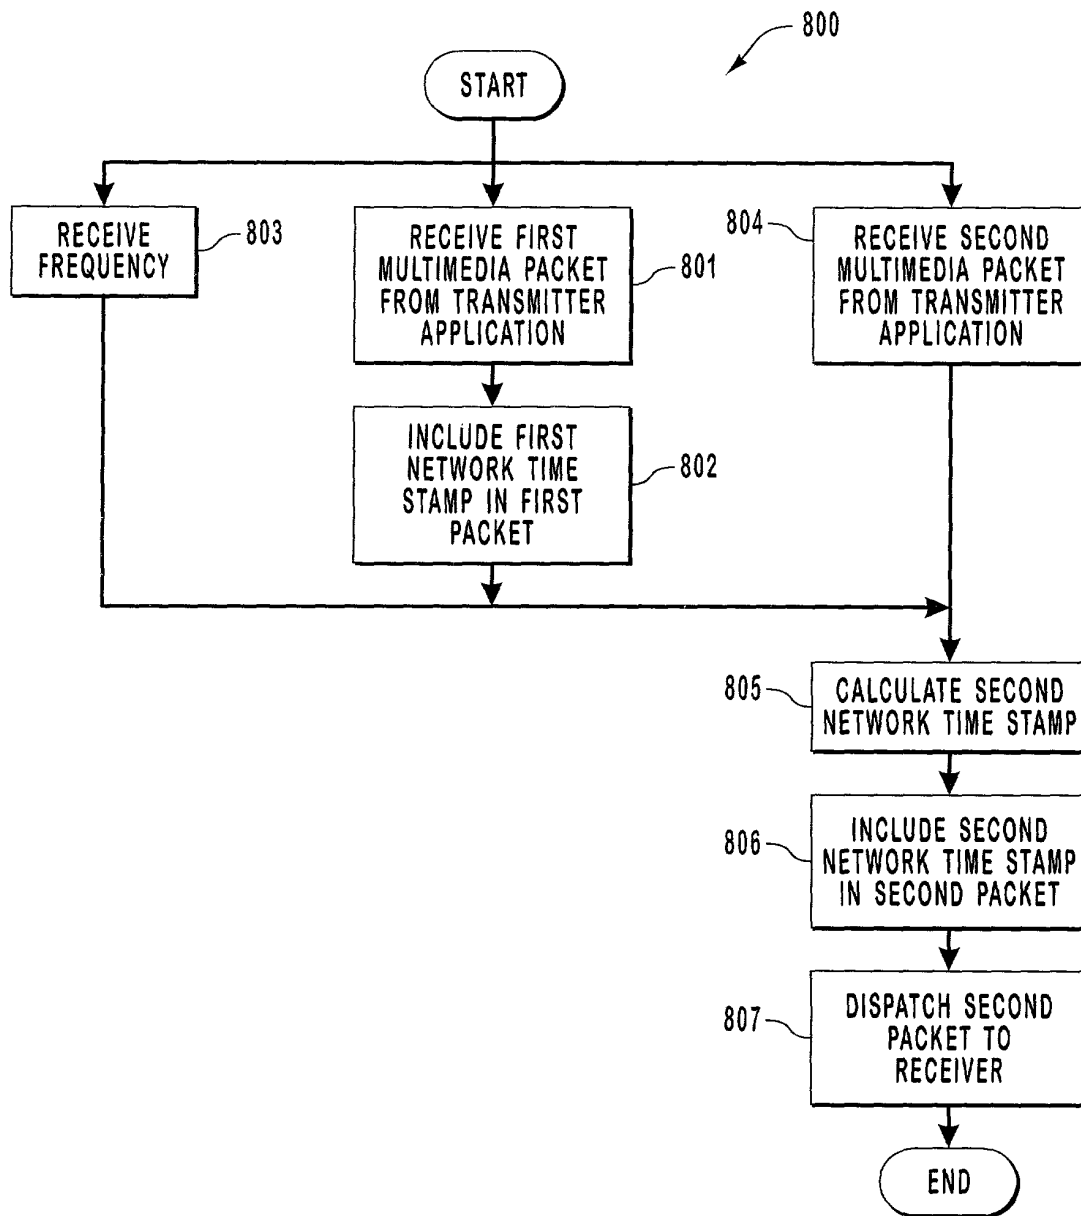 800
START
RECEIVE
FREQUENCY
803
RECEIVE FIRST
MULTIMEDIA PACKET
FROM TRANSMITTER
APPLICATION
801
804
RECEIVE SECOND
MULTIMEDIA PACKET
FROM TRANSMITTER
APPLICATION
INCLUDE FIRST
NETWORK TIME
STAMP IN FIRST
PACKET
802
805
CALCULATE SECOND
NETWORK TIME STAMP
806
INCLUDE SECOND
NETWORK TIME STAMP
IN SECOND PACKET
807
DISPATCH SECOND
PACKET TO
RECEIVER
END